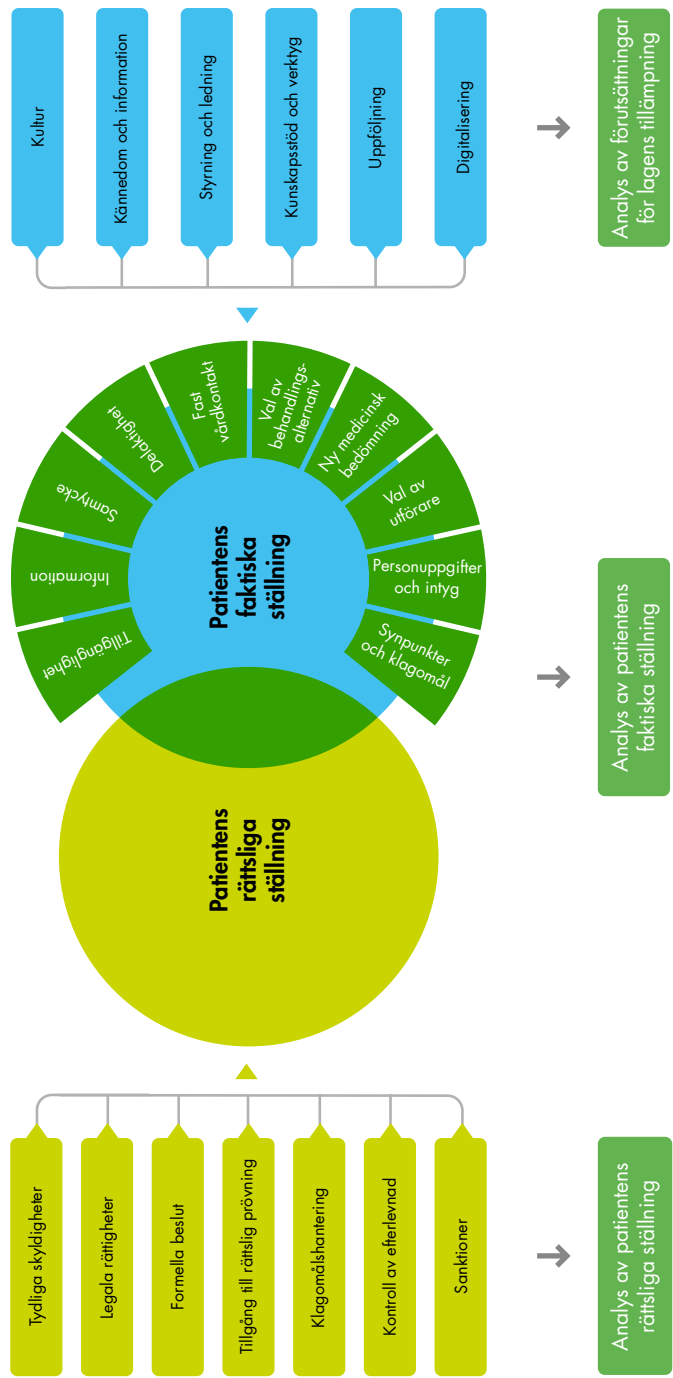 Tydliga skyldigheter
Legala rättigheter
Formella beslut
Tillgång till rättslig prövning
Klagomålshantering
Kontroll av efterlevnad
Sanktioner
Analys av patientens
rättsliga ställning
Patientens
rättsliga
ställning
Patientens
faktiska
ställning
Tillgänglighet
Information
Samtycke
Delaktighet
Fast
vårdkontakt
Val av
behandlings-
alternativ
Ny medicinsk
bedömning
Val av
utförare
Personuppgifter
och intyg
Synpunkter
och klagomål
Analys av patientens
faktiska ställning
Kultur
Kännedom och information
Styrning och ledning
Kunskapsstöd och verktyg
Uppföljning
Digitalisering
Analys av förutsättningar
för lagens tillämpning